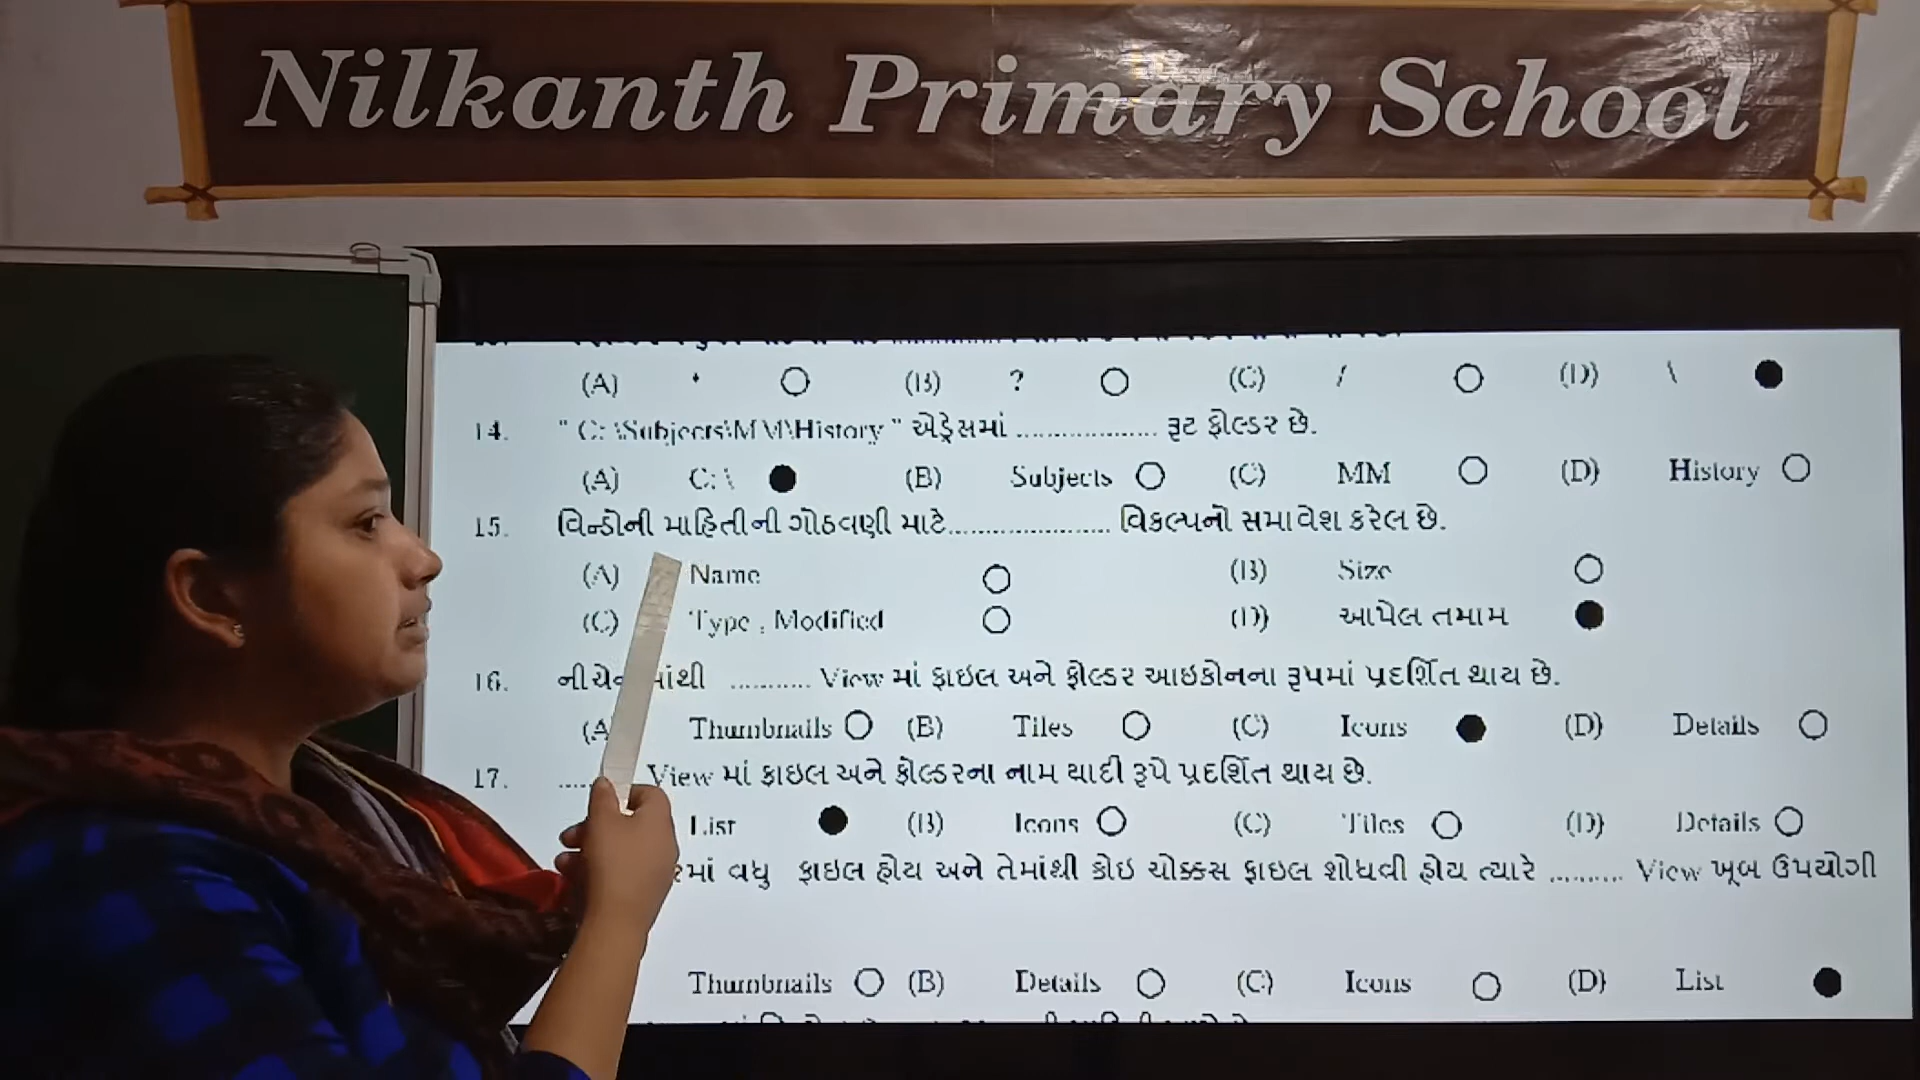 Nilkanth Primary School
(A) * (B) ? (C) / (D) \
14. " C:\Subjects\MM\History " એડ્રેસમાં .................. રૂટ ફોલ્ડર છે.
(A) C:\ (B) Subjects (C) MM (D) History
15. વિન્ડોની માહિતીની ગોઠવણી માટે.................... વિકલ્પનો સમાવેશ કરેલ છે.
(A) Name (B) Size
(C) Type , Modified (D) આપેલ તમામ
16. .......... View માં ફાઇલ અને ફોલ્ડર આઇકોનના રૂપમાં પ્રદર્શિત થાય છે.
(A Thumbnails (B) Tiles (C) Icons (D) Details
17. ..... View માં ફાઇલ અને ફોલ્ડરના નામ યાદી રૂપે પ્રદર્શિત થાય છે.
List (B) Icons (C) Tiles (D) Details
વધુ ફાઇલ હોય અને તેમાંથી કોઇ ચોક્કસ ફાઇલ શોધવી હોય ત્યારે ......... View ખૂબ ઉપયોગી
Thumbnails (B) Details (C) Icons (D) List